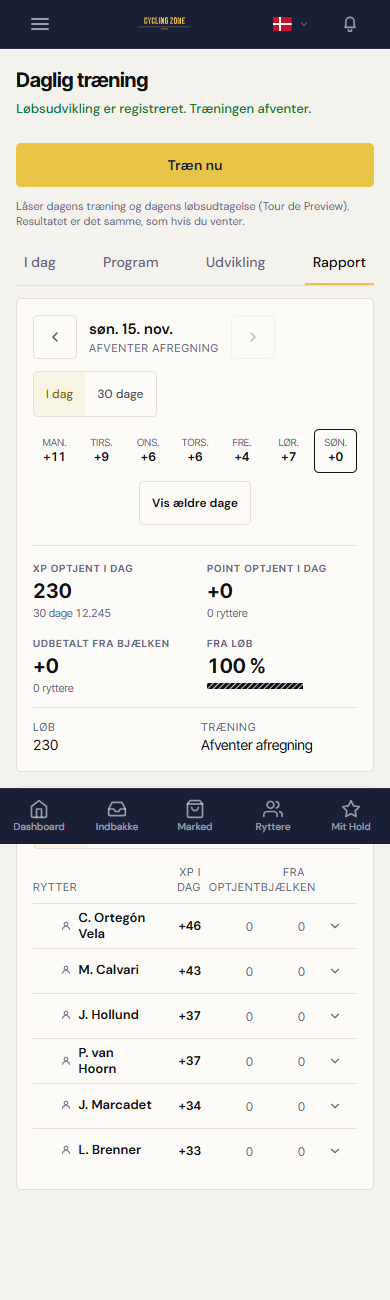 CYCLING ZONE
Daglig træning
Løbsudvikling er registreret. Træningen afventer.
Træn nu
Låser dagens træning og dagens løbsudtagelse (Tour de Preview).
Resultatet er det samme, som hvis du venter.
I dag Program Udvikling Rapport
søn. 15. nov.
AFVENTER AFREGNING
I dag 30 dage
MAN. TIRS. ONS. TORS. FRE. LØR. SØN.
+11 +9 +6 +6 +4 +7 +0
Vis ældre dage
XP OPTJENT I DAG POINT OPTJENT I DAG
230 +0
30 dage 12.245 0 ryttere
UDBETALT FRA BJÆLKEN FRA LØB
+0 100 %
0 ryttere
LØB TRÆNING
230 Afventer afregning
Dashboard Indbakke Marked Ryttere Mit Hold
XP I FRA
RYTTER DAG OPTJENT BJÆLKEN
C. Ortegón
Vela +46 0 0
M. Calvari +43 0 0
J. Hollund +37 0 0
P. van
Hoorn +37 0 0
J. Marcadet +34 0 0
L. Brenner +33 0 0